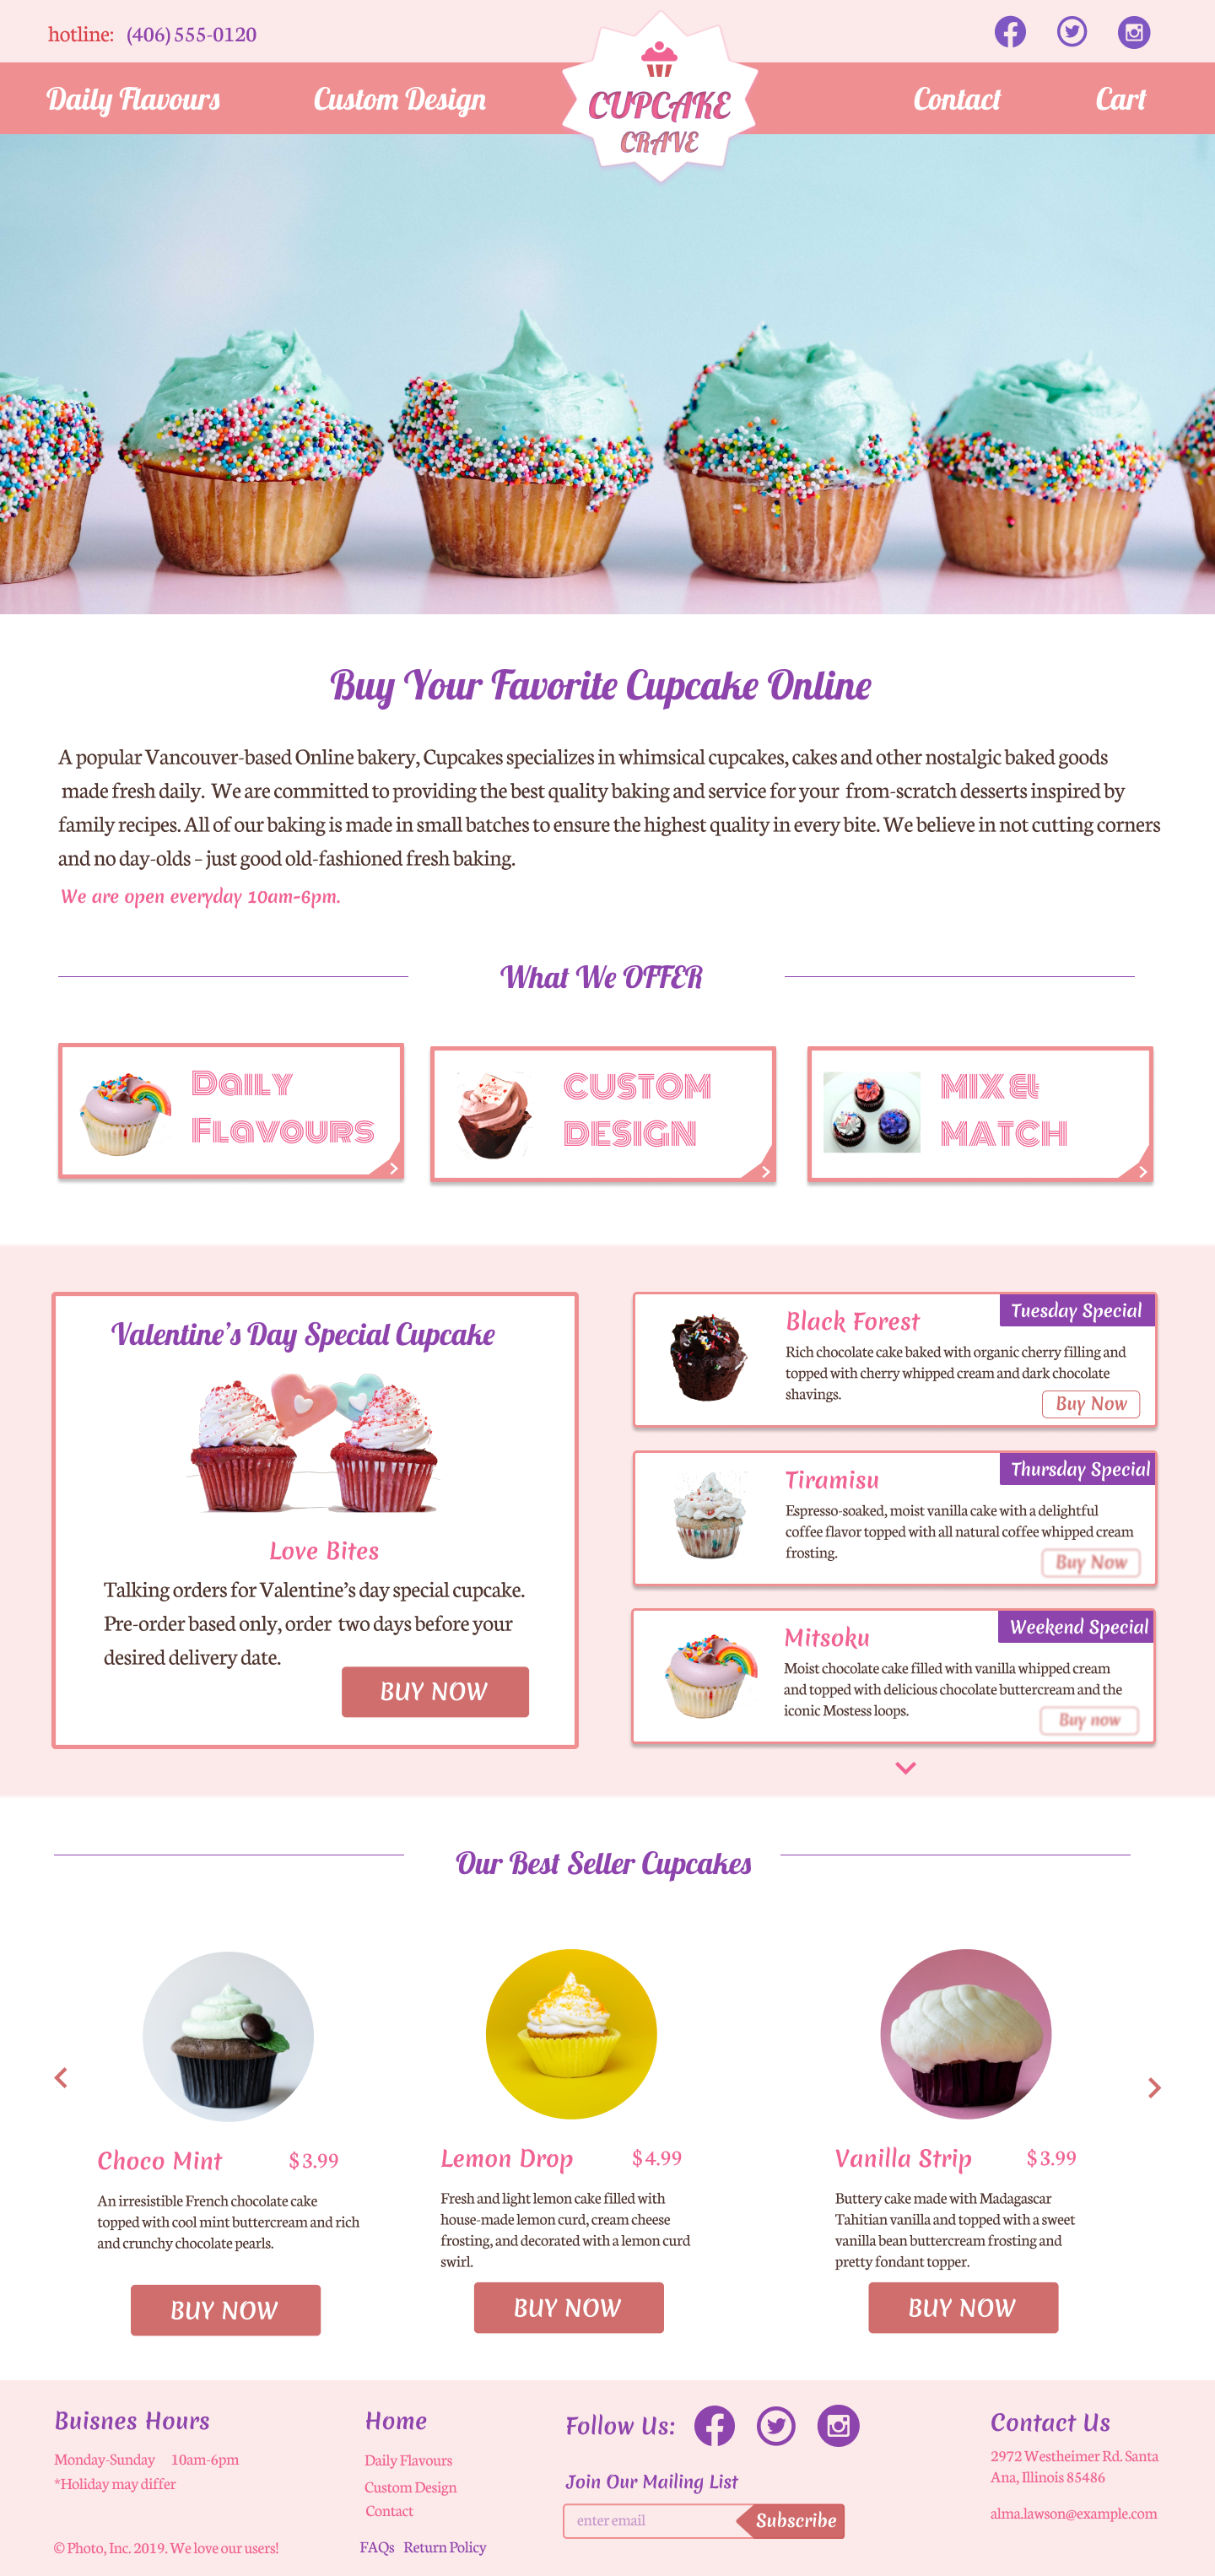 hotline: (406) 555-0120
Daily Flavours
Custom Design
CUPCAKE
CRAVE
Contact
Cart
Buy Your Favorite Cupcake Online
A popular Vancouver-based Online bakery, Cupcakes specializes in whimsical cupcakes, cakes and other nostalgic baked goods
made fresh daily. We are committed to providing the best quality baking and service for your from-scratch desserts inspired by
family recipes. All of our baking is made in small batches to ensure the highest quality in every bite. We believe in not cutting corners
and no day-olds – just good old-fashioned fresh baking.
We are open everyday 10am-6pm.
What We OFFER
Daily
Flavours
CUSTOM
DESIGN
MIX &
MATCH
Valentine's Day Special Cupcake
Love Bites
Talking orders for Valentine's day special cupcake.
Pre-order based only, order two days before your
desired delivery date.
BUY NOW
Black Forest
Tuesday Special
Rich chocolate cake baked with organic cherry filling and
topped with cherry whipped cream and dark chocolate
shavings.
Buy Now
Tiramisu
Thursday Special
Espresso-soaked, moist vanilla cake with a delightful
coffee flavor topped with all natural coffee whipped cream
frosting.
Buy Now
Mitsoku
Weekend Special
Moist chocolate cake filled with vanilla whipped cream
and topped with delicious chocolate buttercream and the
iconic Mostess loops.
Buy now
Our Best Seller Cupcakes
Choco Mint $3.99
An irresistible French chocolate cake
topped with cool mint buttercream and rich
and crunchy chocolate pearls.
BUY NOW
Lemon Drop $4.99
Fresh and light lemon cake filled with
house-made lemon curd, cream cheese
frosting, and decorated with a lemon curd
swirl.
BUY NOW
Vanilla Strip $3.99
Buttery cake made with Madagascar
Tahitian vanilla and topped with a sweet
vanilla bean buttercream frosting and
pretty fondant topper.
BUY NOW
Buisnes Hours
Monday-Sunday 10am-6pm
*Holiday may differ
© Photo, Inc. 2019. We love our users!
Home
Daily Flavours
Custom Design
Contact
FAQs Return Policy
Follow Us:
Join Our Mailing List
enter email
Subscribe
Contact Us
2972 Westheimer Rd. Santa
Ana, Illinois 85486
alma.lawson@example.com